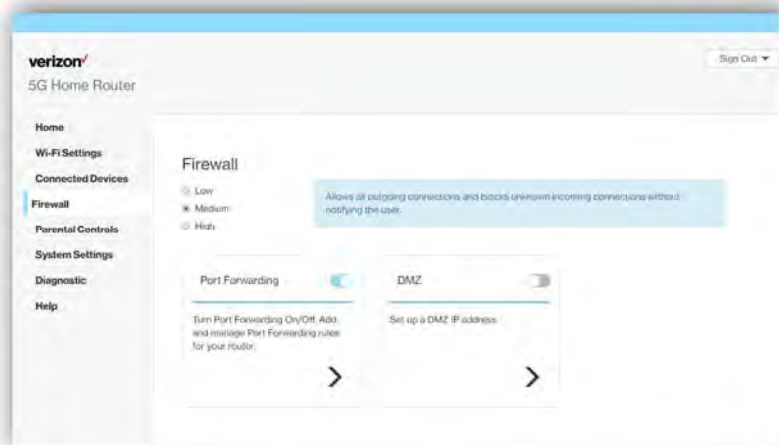 verizon
Sign Out
5G Home Router
Home
Wi-Fi Settings
Connected Devices
Firewall
Parental Controls
System Settings
Diagnostic
Help
Firewall
Low
Medium
High
Allows all outgoing connections and blocks unknown incoming connections without
notifying the user.
Port Forwarding
Turn Port Forwarding On/Off. Add
and manage Port Forwarding rules
for your router.
DMZ
Set up a DMZ IP address.